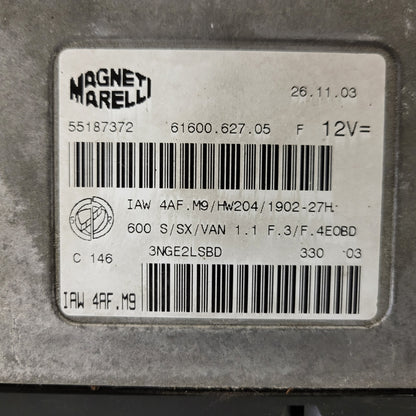 MAGNETI
MARELLI
26.11.03
55187372 61600.627.05 F 12V=
IAW 4AF.M9/HW204/1902-27H.
600 S/SX/VAN 1.1 F.3/F.4EOBD
C 146 3NGE2LSBD 330 03
IAW 4AF.M9